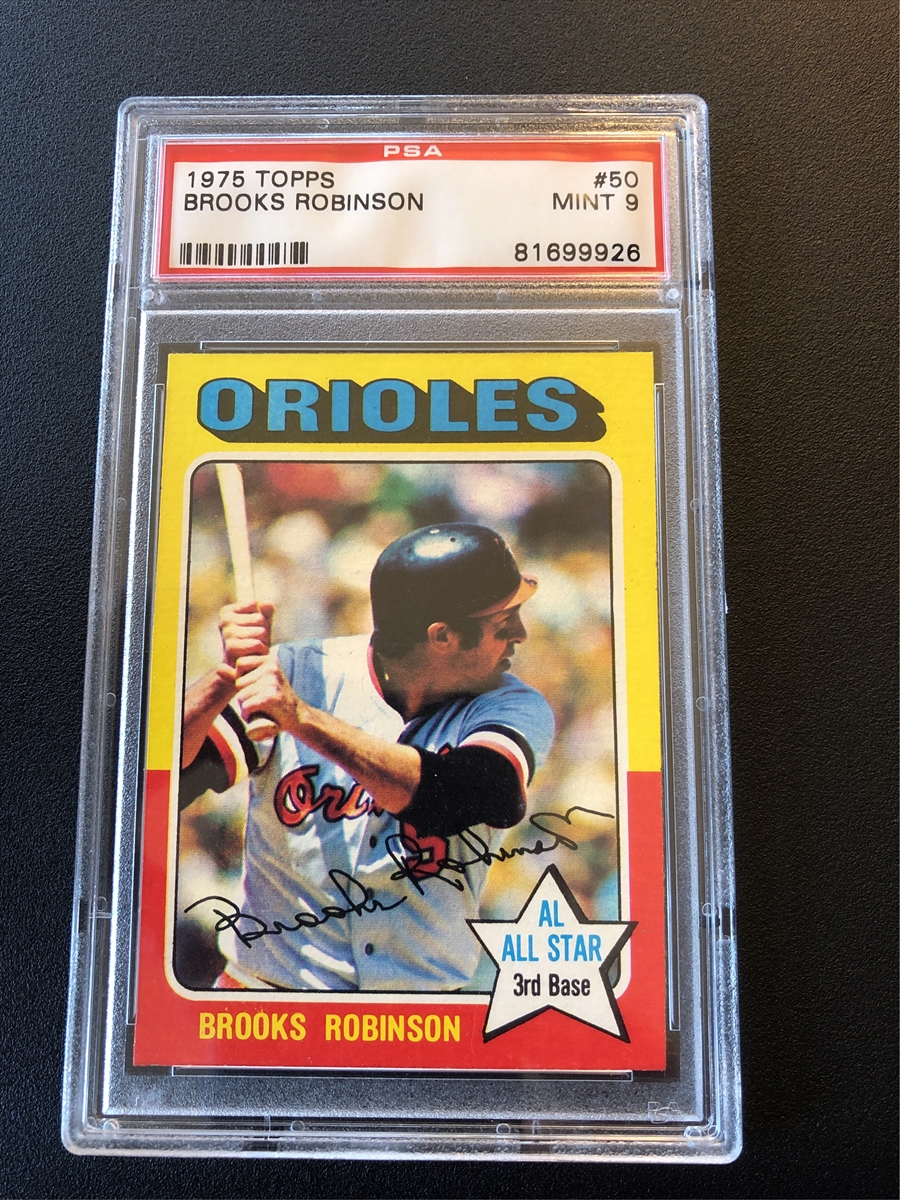 PSA
1975 TOPPS #50
BROOKS ROBINSON MINT 9
81699926
ORIOLES
Ori
Brooks Robinson
AL
ALL STAR
3rd Base
BROOKS ROBINSON